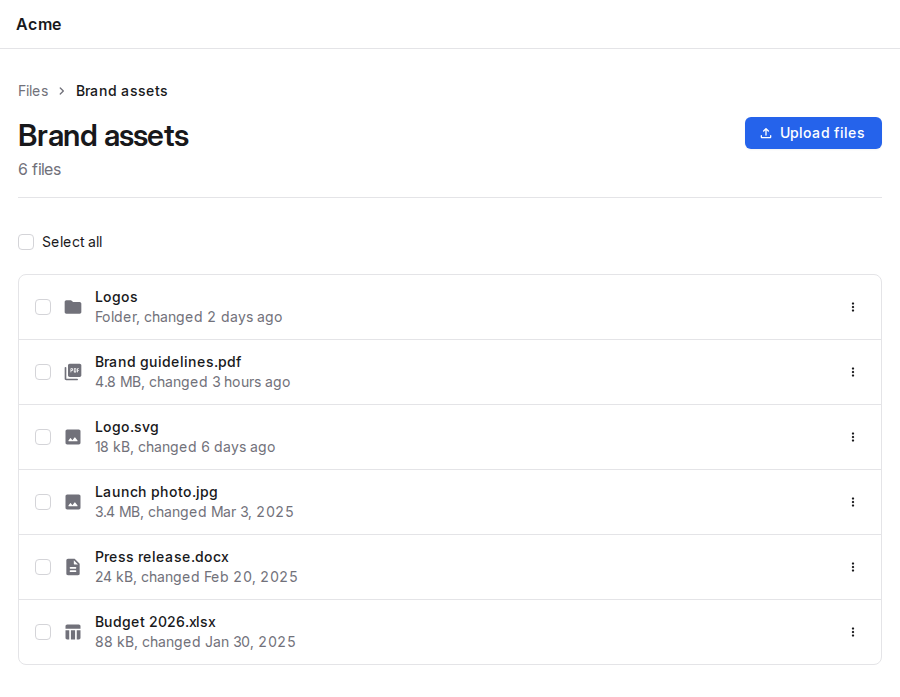 Acme
Files > Brand assets
Brand assets
Upload files
6 files
Select all
Logos
Folder, changed 2 days ago
Brand guidelines.pdf
4.8 MB, changed 3 hours ago
Logo.svg
18 kB, changed 6 days ago
Launch photo.jpg
3.4 MB, changed Mar 3, 2025
Press release.docx
24 kB, changed Feb 20, 2025
Budget 2026.xlsx
88 kB, changed Jan 30, 2025